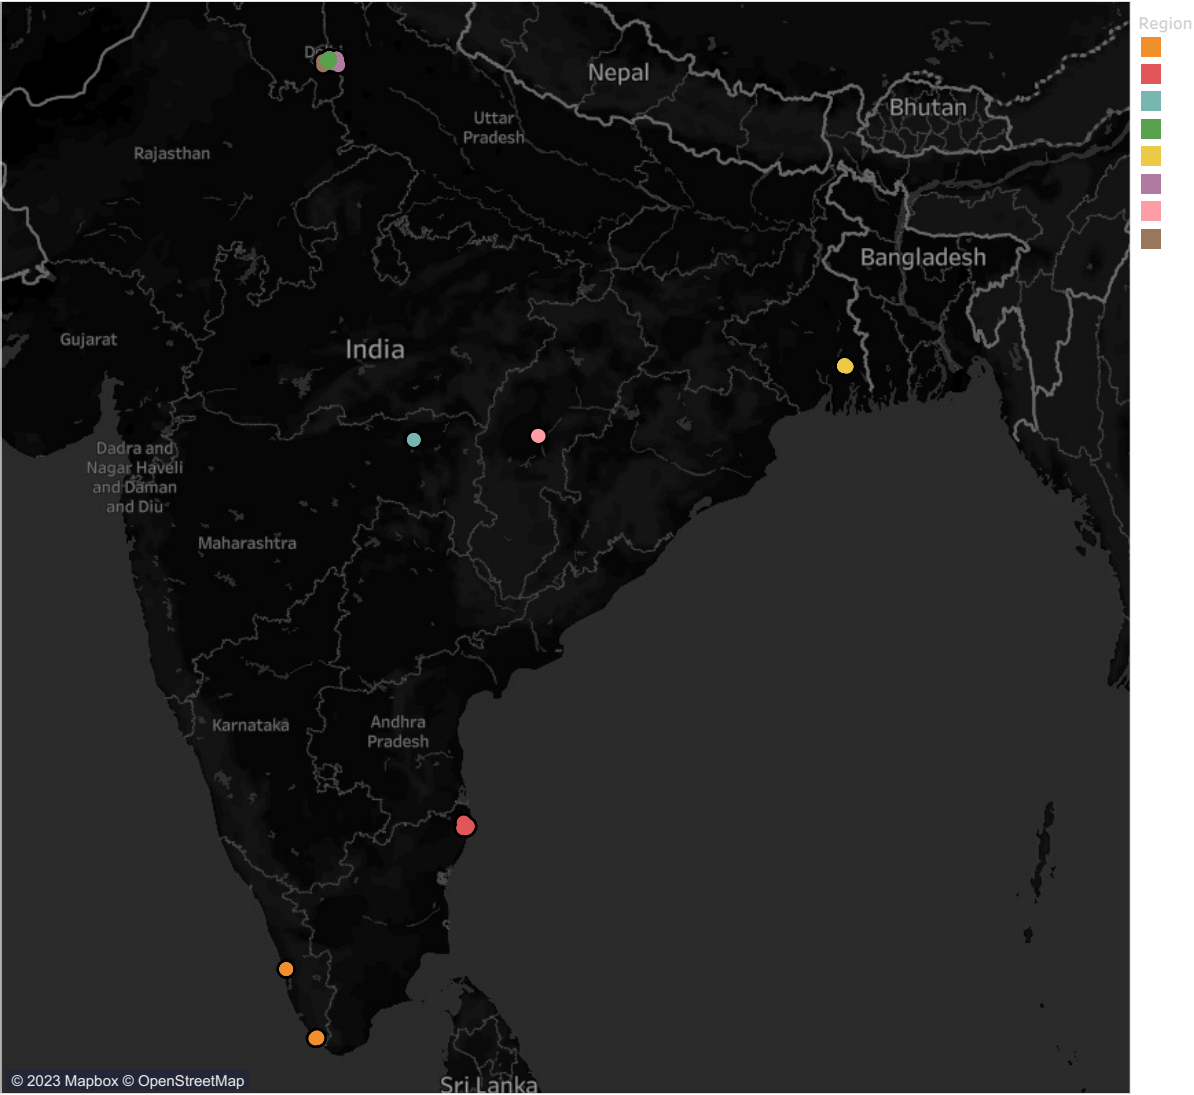 Region
Delhi
Nepal
Bhutan
Uttar
Pradesh
Rajasthan
Bangladesh
Gujarat
India
Dadra and
Nagar Haveli
and Daman
and Diu
Maharashtra
Karnataka
Andhra
Pradesh
© 2023 Mapbox © OpenStreetMap
Sri Lanka